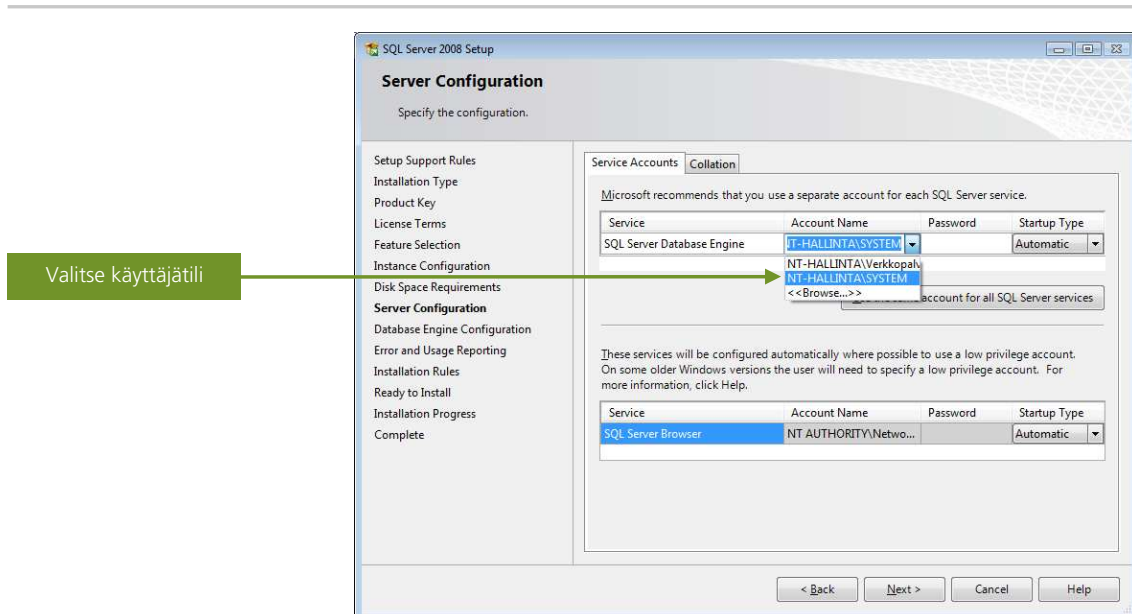 SQL Server 2008 Setup
Server Configuration
Specify the configuration.
Setup Support Rules
Installation Type
Product Key
License Terms
Feature Selection
Instance Configuration
Disk Space Requirements
Server Configuration
Database Engine Configuration
Error and Usage Reporting
Installation Rules
Ready to Install
Installation Progress
Complete
Valitse käyttäjätili
Service Accounts Collation
Microsoft recommends that you use a separate account for each SQL Server service.
Service Account Name Password Startup Type
SQL Server Database Engine NT-HALLINTA\SYSTEM Automatic
NT-HALLINTA\Verkkopalv
NT-HALLINTA\SYSTEM
<<Browse...>>
account for all SQL Server services
These services will be configured automatically where possible to use a low privilege account.
On some older Windows versions the user will need to specify a low privilege account. For
more information, click Help.
Service Account Name Password Startup Type
SQL Server Browser NT AUTHORITY\Netwo... Automatic
< Back Next > Cancel Help